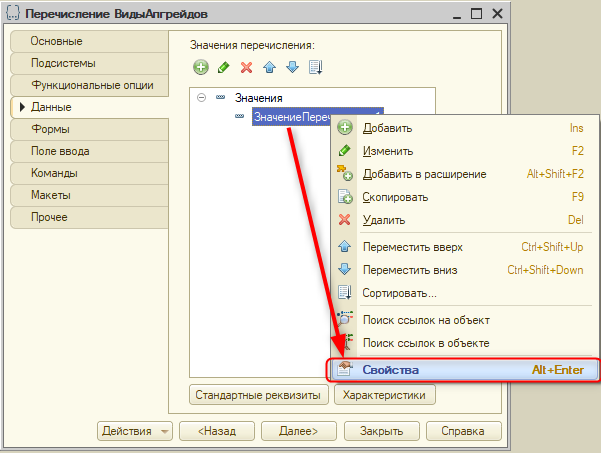 Перечисление ВидыАпгрейдов
Основные
Подсистемы
Функциональные опции
Данные
Формы
Поле ввода
Команды
Макеты
Прочее
Значения перечисления:
Значения
Добавить Ins
Изменить F2
Добавить в расширение Alt+Shift+F2
Скопировать F9
Удалить Del
Переместить вверх Ctrl+Shift+Up
Переместить вниз Ctrl+Shift+Down
Сортировать...
Поиск ссылок на объект
Поиск ссылок в объекте
Свойства Alt+Enter
Стандартные реквизиты Характеристики
Действия <Назад Далее> Закрыть Справка